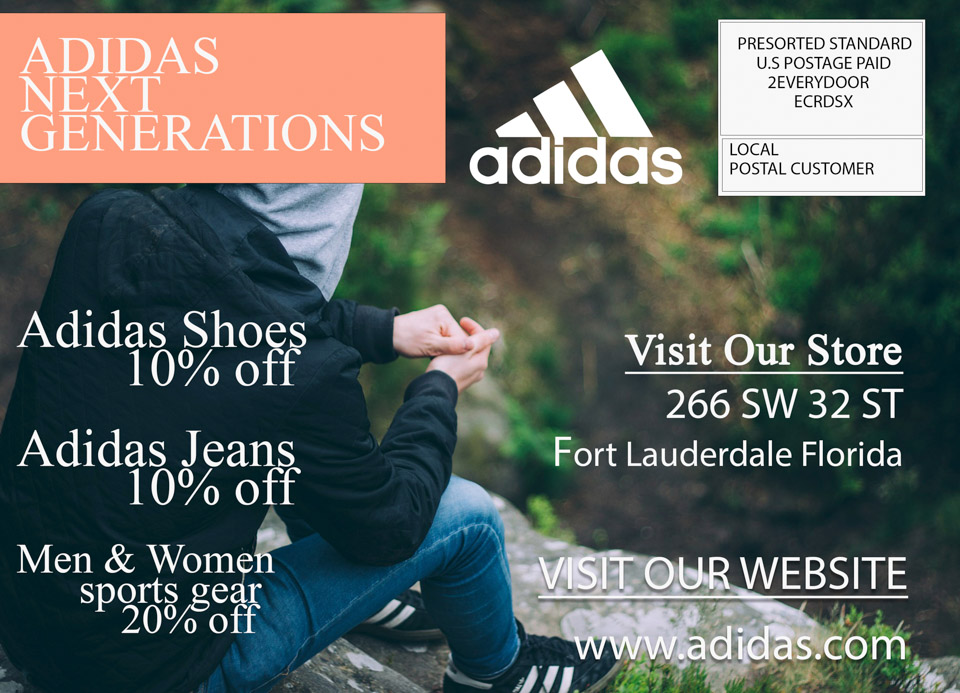 ADIDAS
NEXT
GENERATIONS
adidas
PRESORTED STANDARD
U.S POSTAGE PAID
2EVERYDOOR
ECRDSX
LOCAL
POSTAL CUSTOMER
Adidas Shoes
10% off
Adidas Jeans
10% off
Men & Women
sports gear
20% off
Visit Our Store
266 SW 32 ST
Fort Lauderdale Florida
VISIT OUR WEBSITE
www.adidas.com